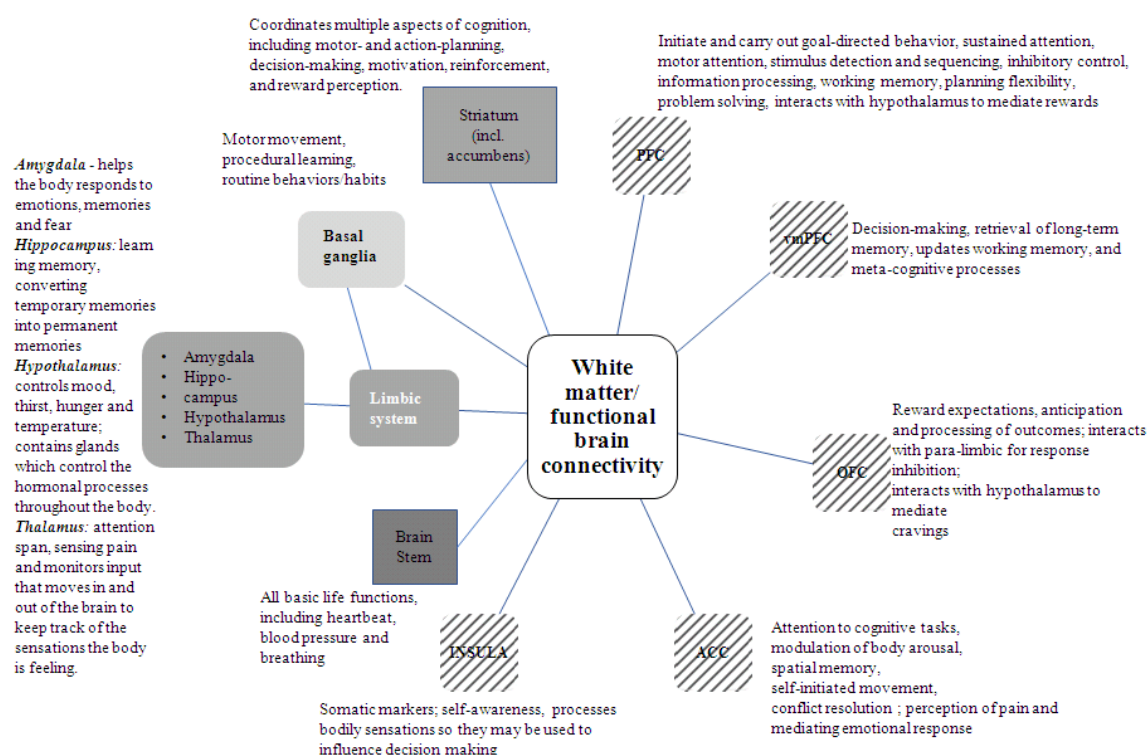 Coordinates multiple aspects of cognition,
including motor- and action-planning,
decision-making, motivation, reinforcement,
and reward perception.
Initiate and carry out goal-directed behavior, sustained attention,
motor attention, stimulus detection and sequencing, inhibitory control,
information processing, working memory, planning flexibility,
problem solving, interacts with hypothalamus to mediate rewards
Striatum
(incl.
accumbens)
PFC
Motor movement,
procedural learning,
routine behaviors/habits
Amygdala - helps
the body responds to
emotions, memories
and fear
Hippocampus: learn
ing memory,
converting
temporary memories
into permanent
memories
Hypothalamus:
controls mood,
thirst, hunger and
temperature;
contains glands
which control the
hormonal processes
throughout the body.
Thalamus: attention
span, sensing pain
and monitors input
that moves in and
out of the brain to
keep track of the
sensations the body
is feeling.
Basal
ganglia
vmPFC
Decision-making, retrieval of long-term
memory, updates working memory, and
meta-cognitive processes
• Amygdala
• Hippo-
• campus
• Hypothalamus
• Thalamus
Limbic
system
White
matter/
functional
brain
connectivity
OFC
Reward expectations, anticipation
and processing of outcomes; interacts
with para-limbic for response
inhibition;
interacts with hypothalamus to
mediate
cravings
Brain
Stem
All basic life functions,
including heartbeat,
blood pressure and
breathing
INSULA
Somatic markers; self-awareness, processes
bodily sensations so they may be used to
influence decision making
ACC
Attention to cognitive tasks,
modulation of body arousal,
spatial memory,
self-initiated movement,
conflict resolution ; perception of pain and
mediating emotional response